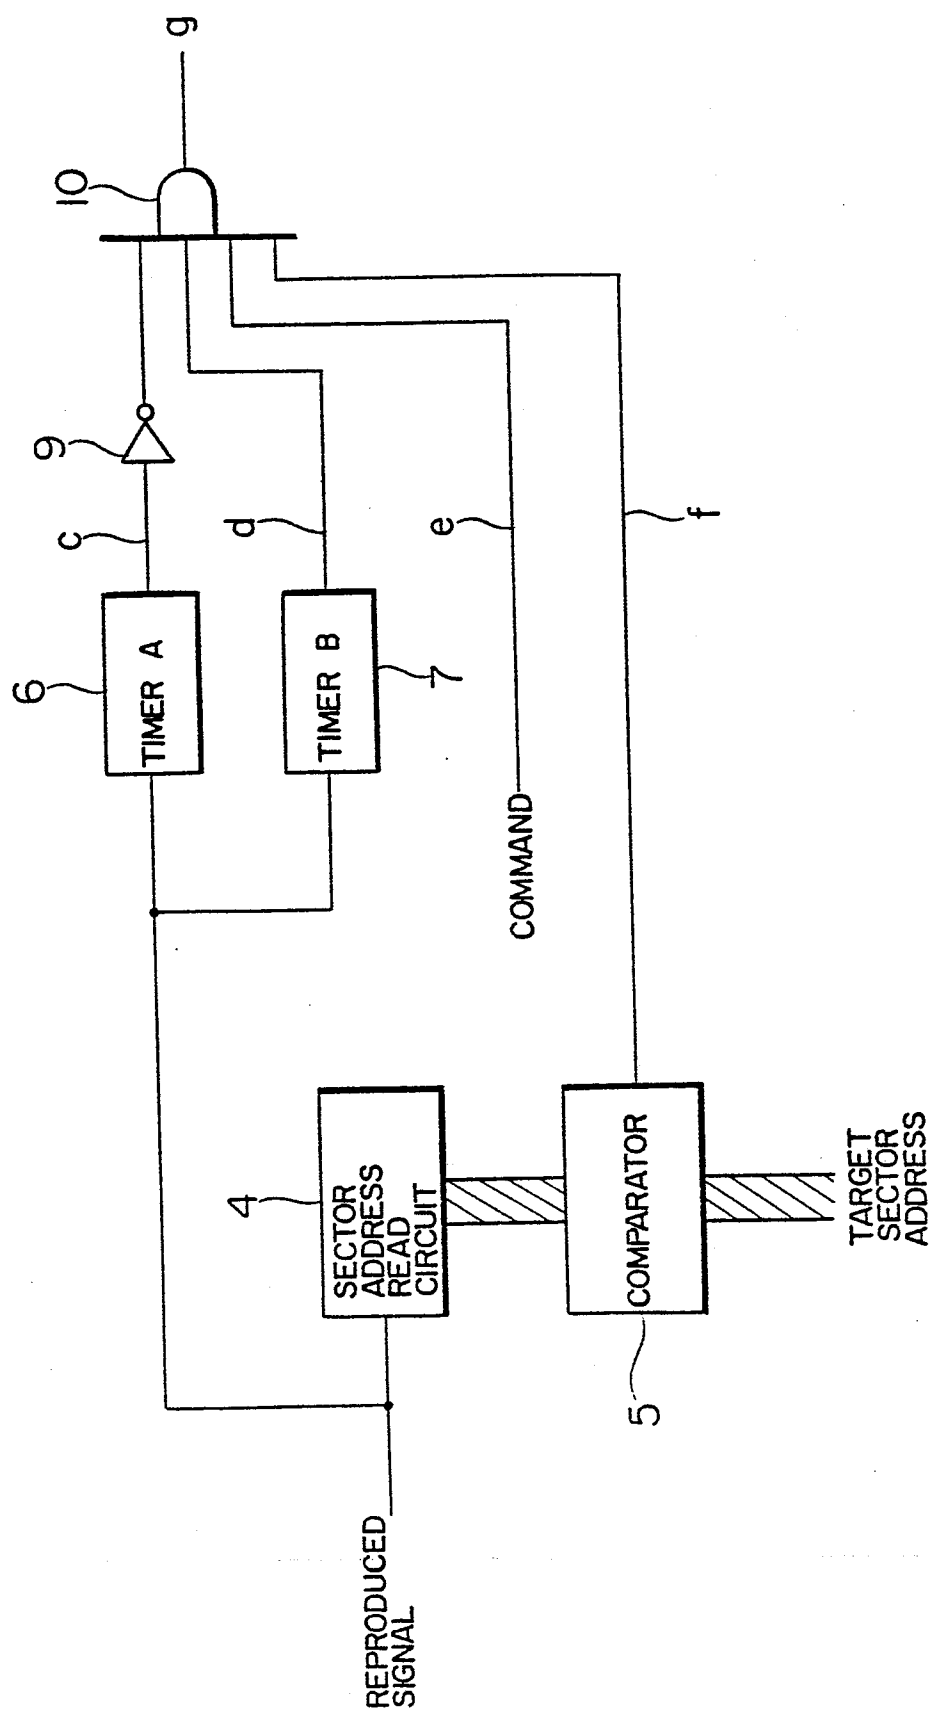 REPRODUCED
SIGNAL
4
SECTOR
ADDRESS
READ
CIRCUIT
5
COMPARATOR
TARGET
SECTOR
ADDRESS
6
TIMER A
7
TIMER B
COMMAND
c
d
e
f
9
10
g